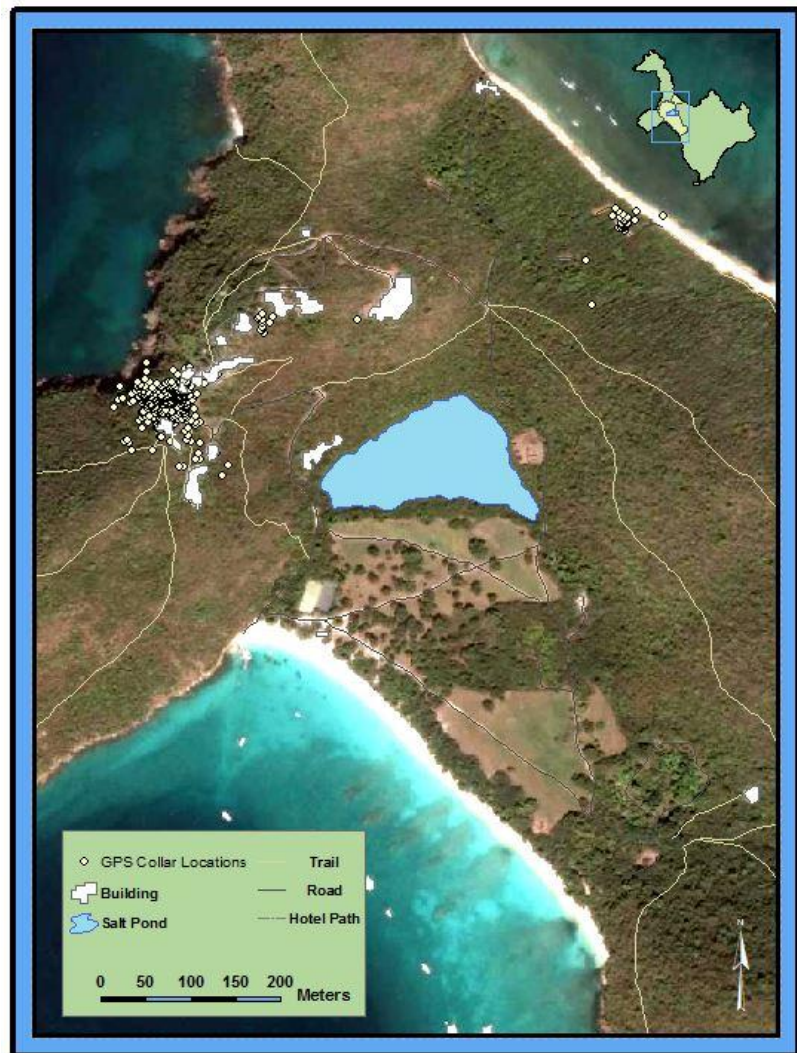 N
GPS Collar Locations
Trail
Building
Road
Salt Pond
Hotel Path
0 50 100 150 200
Meters